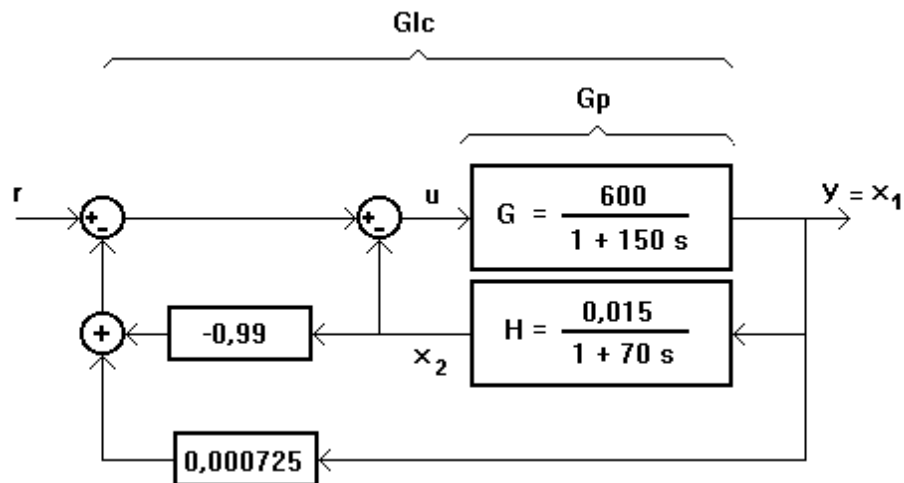 Glc
Gp
r
+
-
+
-
u
G = 600 / 1 + 150 s
y = x1
+
-0,99
x2
H = 0,015 / 1 + 70 s
0,000725